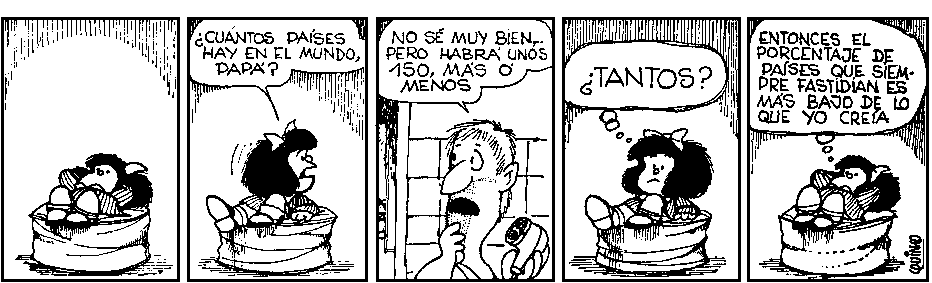 ¿CUÁNTOS PAÍSES
HAY EN EL MUNDO,
PAPÁ?
NO SÉ MUY BIEN,..
PERO HABRÁ UNOS
150, MÁS O
MENOS
¿TANTOS?
ENTONCES EL
PORCENTAJE DE
PAÍSES QUE SIEM-
PRE FASTIDIAN ES
MÁS BAJO DE LO
QUE YO CREÍA
QUINO